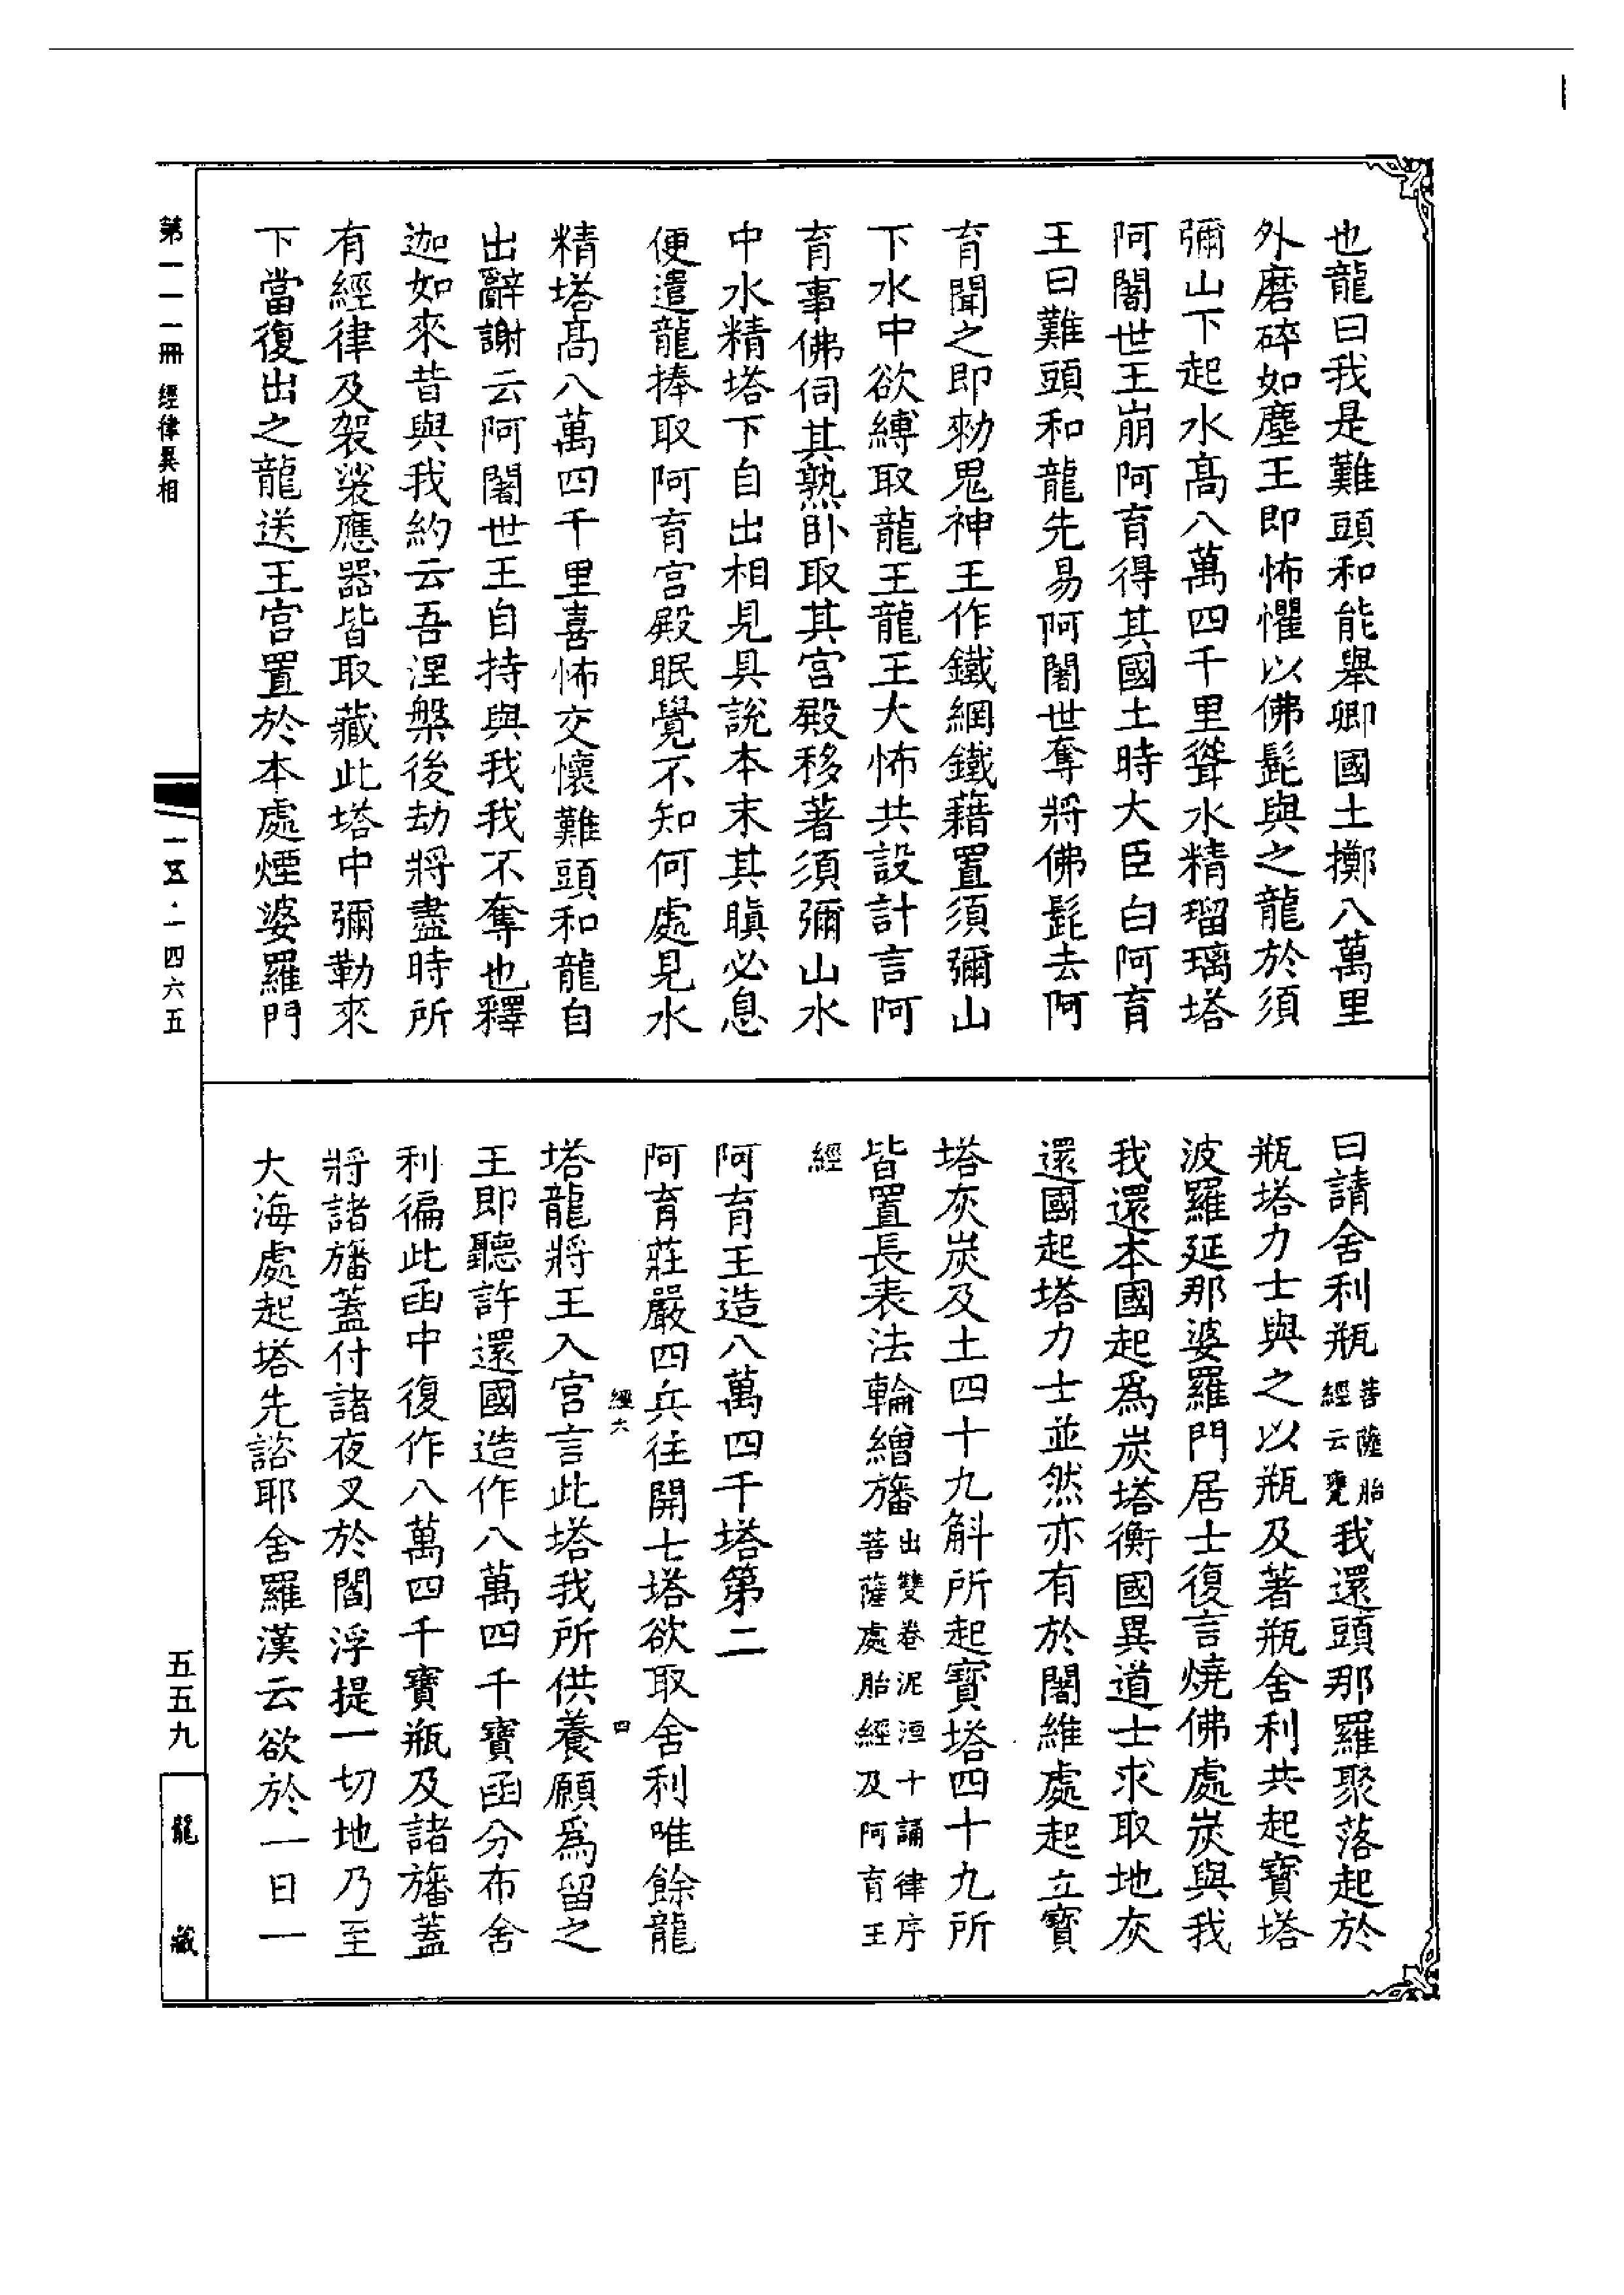 也龍曰我是難頭和能舉卿國土擲八萬里
外磨碎如塵王即怖懼以佛髭與之龍於須
彌山下起水高八萬四千里聳水精瑠璃塔
阿闍世王崩阿育得其國土時大臣白阿育
王曰難頭和龍先易阿闍世奪將佛髭去阿
育聞之即勑鬼神王作鐵網鐵藉置須彌山
下水中欲縛取龍王龍王大怖共設計言阿
育事佛伺其熟卧取其宮殿移著須彌山水
中水精塔下自出相見具說本末其瞋必息
便遣龍捧取阿育宮殿眠覺不知何處見水
精塔高八萬四千里喜怖交懷難頭和龍自
出辭謝云阿闍世王自持與我我不奪也釋
迦如來昔與我約云吾涅槃後劫將盡時所
有經律及袈裟應器皆取藏此塔中彌勒來
下當復出之龍送王宮置於本處煙婆羅門
曰請舍利瓶菩薩胎經云甕我還頭那羅聚落起於
瓶塔力士與之以瓶及著瓶舍利共起寶塔
波羅延那婆羅門居士復言燒佛處炭與我
我還本國起為炭塔衡國異道士求取地灰
還國起塔力士並然亦有於闍維處起立寶
塔灰炭及土四十九斛所起寶塔四十九所
皆置長表法輪繒旛出雙卷泥洹十誦律序菩薩處胎經及阿育王
經
阿育王造八萬四千塔第二
阿育莊嚴四兵往開七塔欲取舍利唯餘龍
經六 四
塔龍將王入宮言此塔我所供養願為留之
王即聽許還國造作八萬四千寶函分布舍
利徧此函中復作八萬四千寶瓶及諸旛蓋
將諸旛蓋付諸夜叉於閻浮提一切地乃至
大海處起塔先諮耶舍羅漢云欲於一日一
第一一一冊 經律異相
一五·一四六五
五五九
龍藏